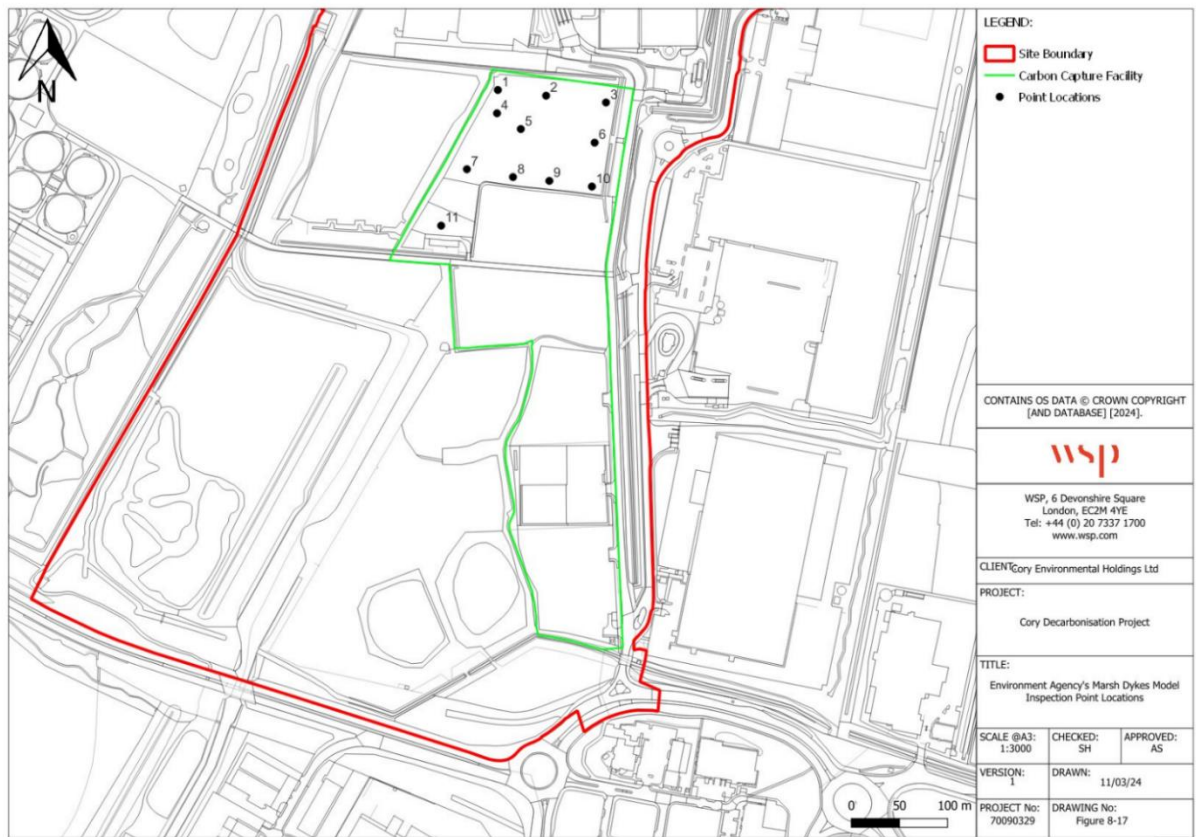 N
1
2
3
4
5
6
7
8
9
10
11
0 50 100 m
LEGEND:
Site Boundary
Carbon Capture Facility
Point Locations
CONTAINS OS DATA © CROWN COPYRIGHT
[AND DATABASE] [2024].
wsp
WSP, 6 Devonshire Square
London, EC2M 4YE
Tel: +44 (0) 20 7337 1700
www.wsp.com
CLIENT: Cory Environmental Holdings Ltd
PROJECT:
Cory Decarbonisation Project
TITLE:
Environment Agency's Marsh Dykes Model
Inspection Point Locations
SCALE @A3: CHECKED: APPROVED:
1:3000 SH AS
VERSION: DRAWN:
1 11/03/24
PROJECT No: DRAWING No:
70090329 Figure 8-17